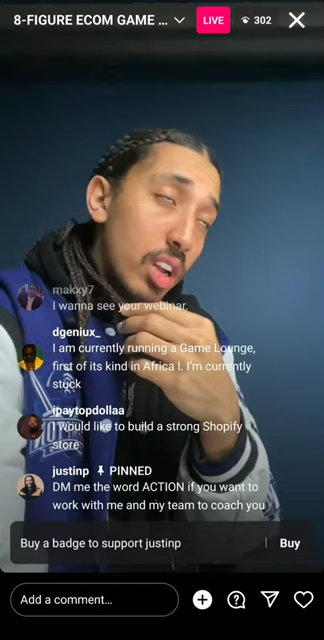 8-FIGURE ECOM GAME ...
LIVE
302
makxy7
I wanna see your webinar,
dgeniux_
I am currently running a Game Lounge,
first of its kind in Africa I. I'm currently
stuck
ipaytopdollaa
I would like to build a strong Shopify
store
justinp PINNED
DM me the word ACTION if you want to
work with me and my team to coach you
Buy a badge to support justinp
Buy
Add a comment...